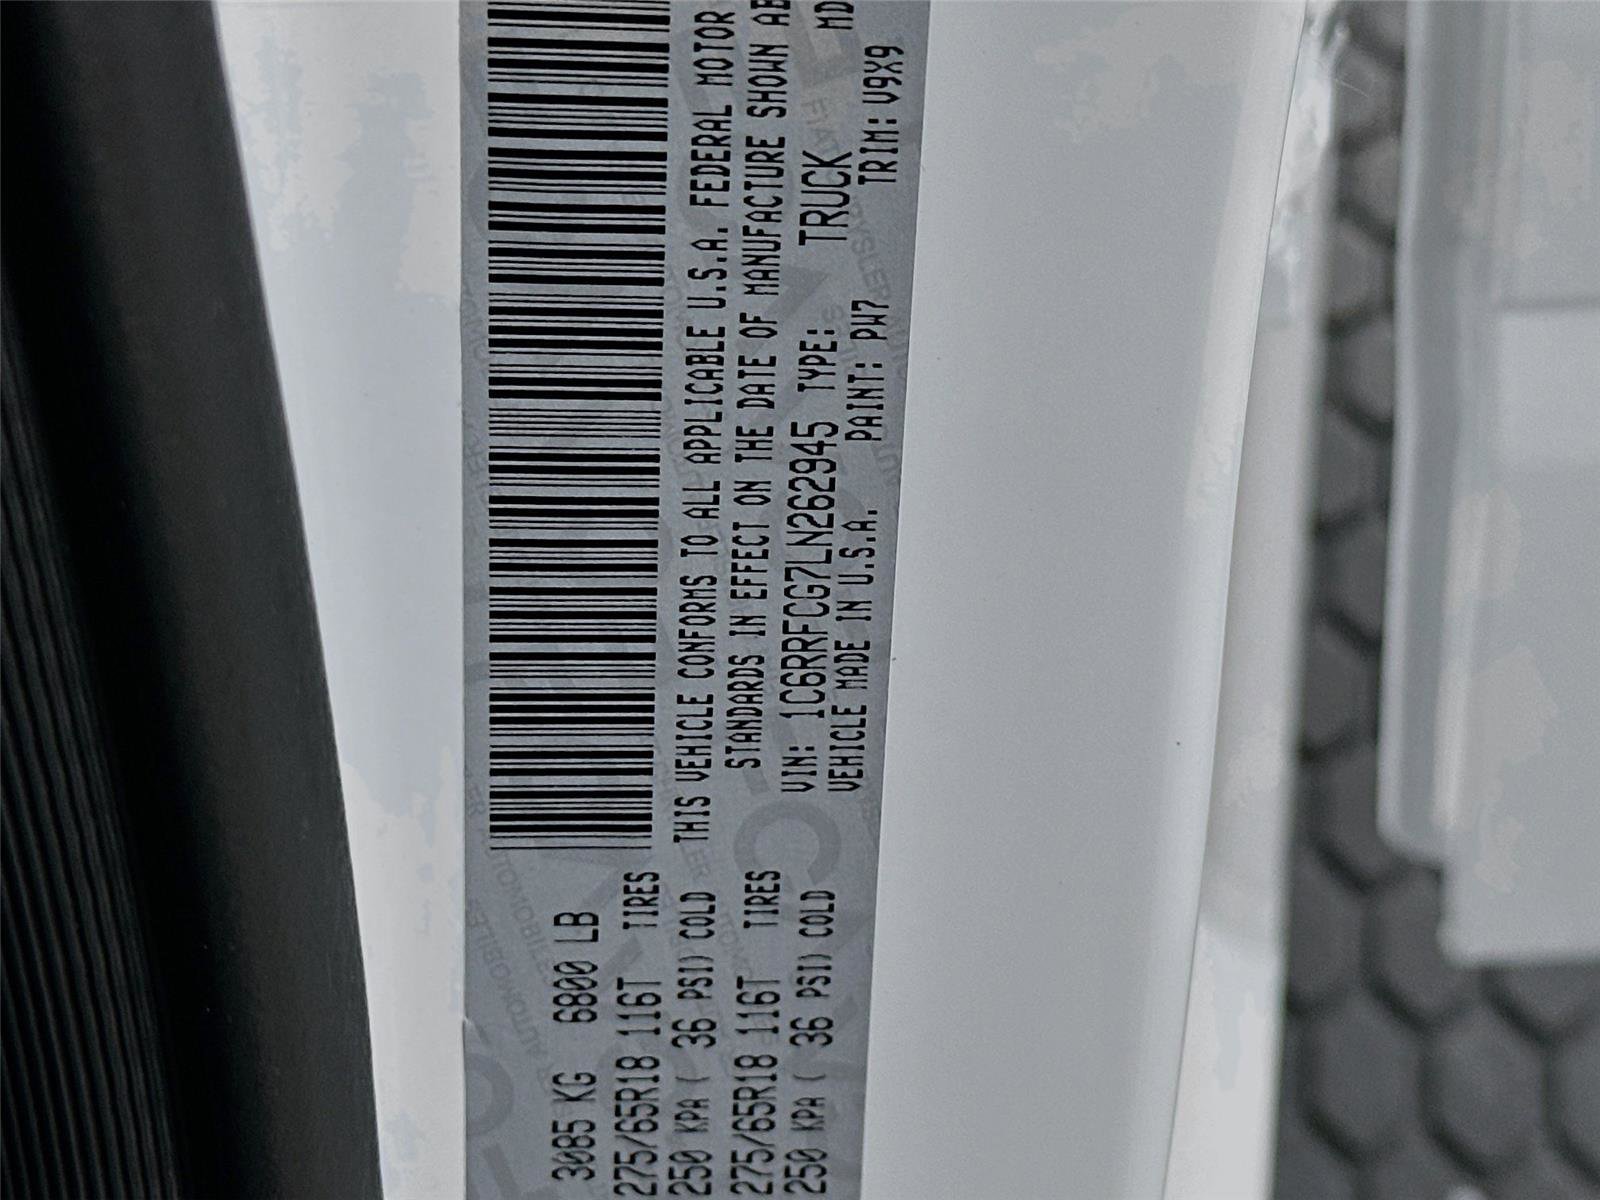 3085 KG 6800 LB
275/65R18 116T TIRES
250 KPA ( 36 PSI) COLD
275/65R18 116T TIRES
250 KPA ( 36 PSI) COLD
THIS VEHICLE CONFORMS TO ALL APPLICABLE U.S.A. FEDERAL MOTOR
STANDARDS IN EFFECT ON THE DATE OF MANUFACTURE SHOWN AB
VIN: 1C6RRFCG7LN262945 TYPE: TRUCK MD
VEHICLE MADE IN U.S.A. PAINT: PW7 TRIM: V9X9